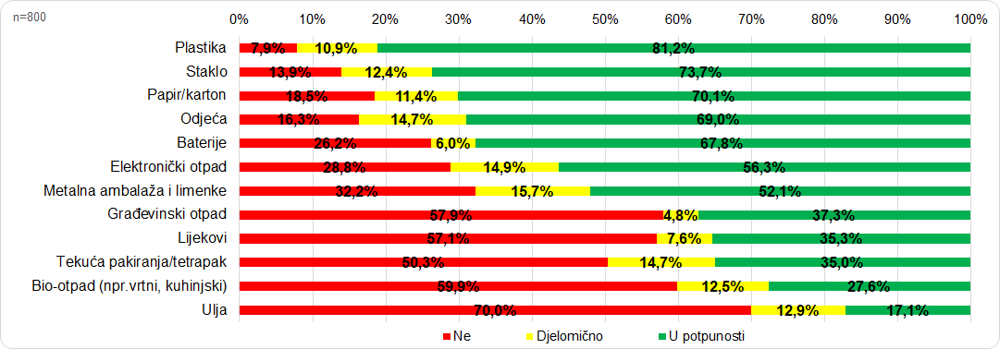 n=800
0% 10% 20% 30% 40% 50% 60% 70% 80% 90% 100%
Plastika 7,9% 10,9% 81,2%
Staklo 13,9% 12,4% 73,7%
Papir/karton 18,5% 11,4% 70,1%
Odjeća 16,3% 14,7% 69,0%
Baterije 26,2% 6,0% 67,8%
Elektronički otpad 28,8% 14,9% 56,3%
Metalna ambalaža i limenke 32,2% 15,7% 52,1%
Građevinski otpad 57,9% 4,8% 37,3%
Lijekovi 57,1% 7,6% 35,3%
Tekuća pakiranja/tetrapak 50,3% 14,7% 35,0%
Bio-otpad (npr.vrtni, kuhinjski) 59,9% 12,5% 27,6%
Ulja 70,0% 12,9% 17,1%
Ne Djelomično U potpunosti